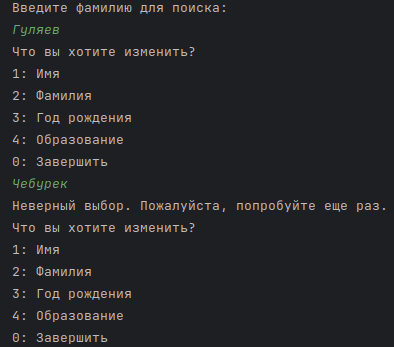 Введите фамилию для поиска:
Гуляев
Что вы хотите изменить?
1: Имя
2: Фамилия
3: Год рождения
4: Образование
0: Завершить
Чебурек
Неверный выбор. Пожалуйста, попробуйте еще раз.
Что вы хотите изменить?
1: Имя
2: Фамилия
3: Год рождения
4: Образование
0: Завершить